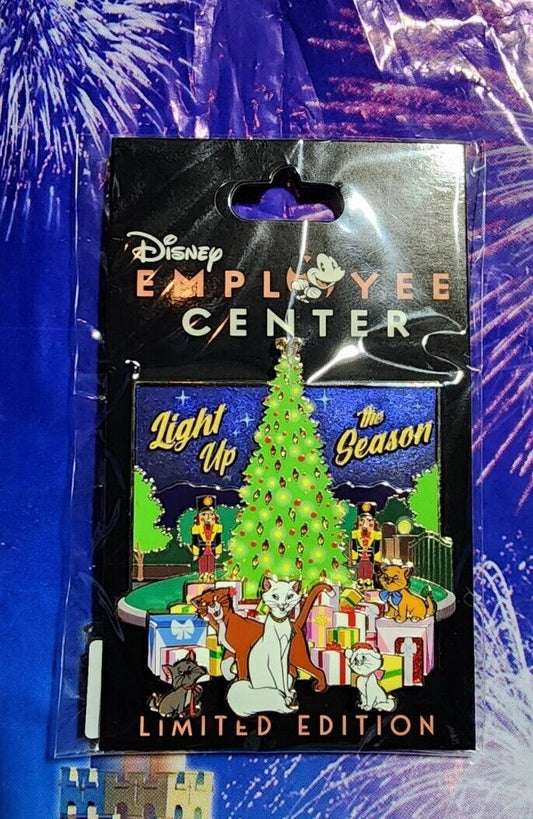 Disney
EMPLOYEE
CENTER
Light Up
the Season
LIMITED EDITION